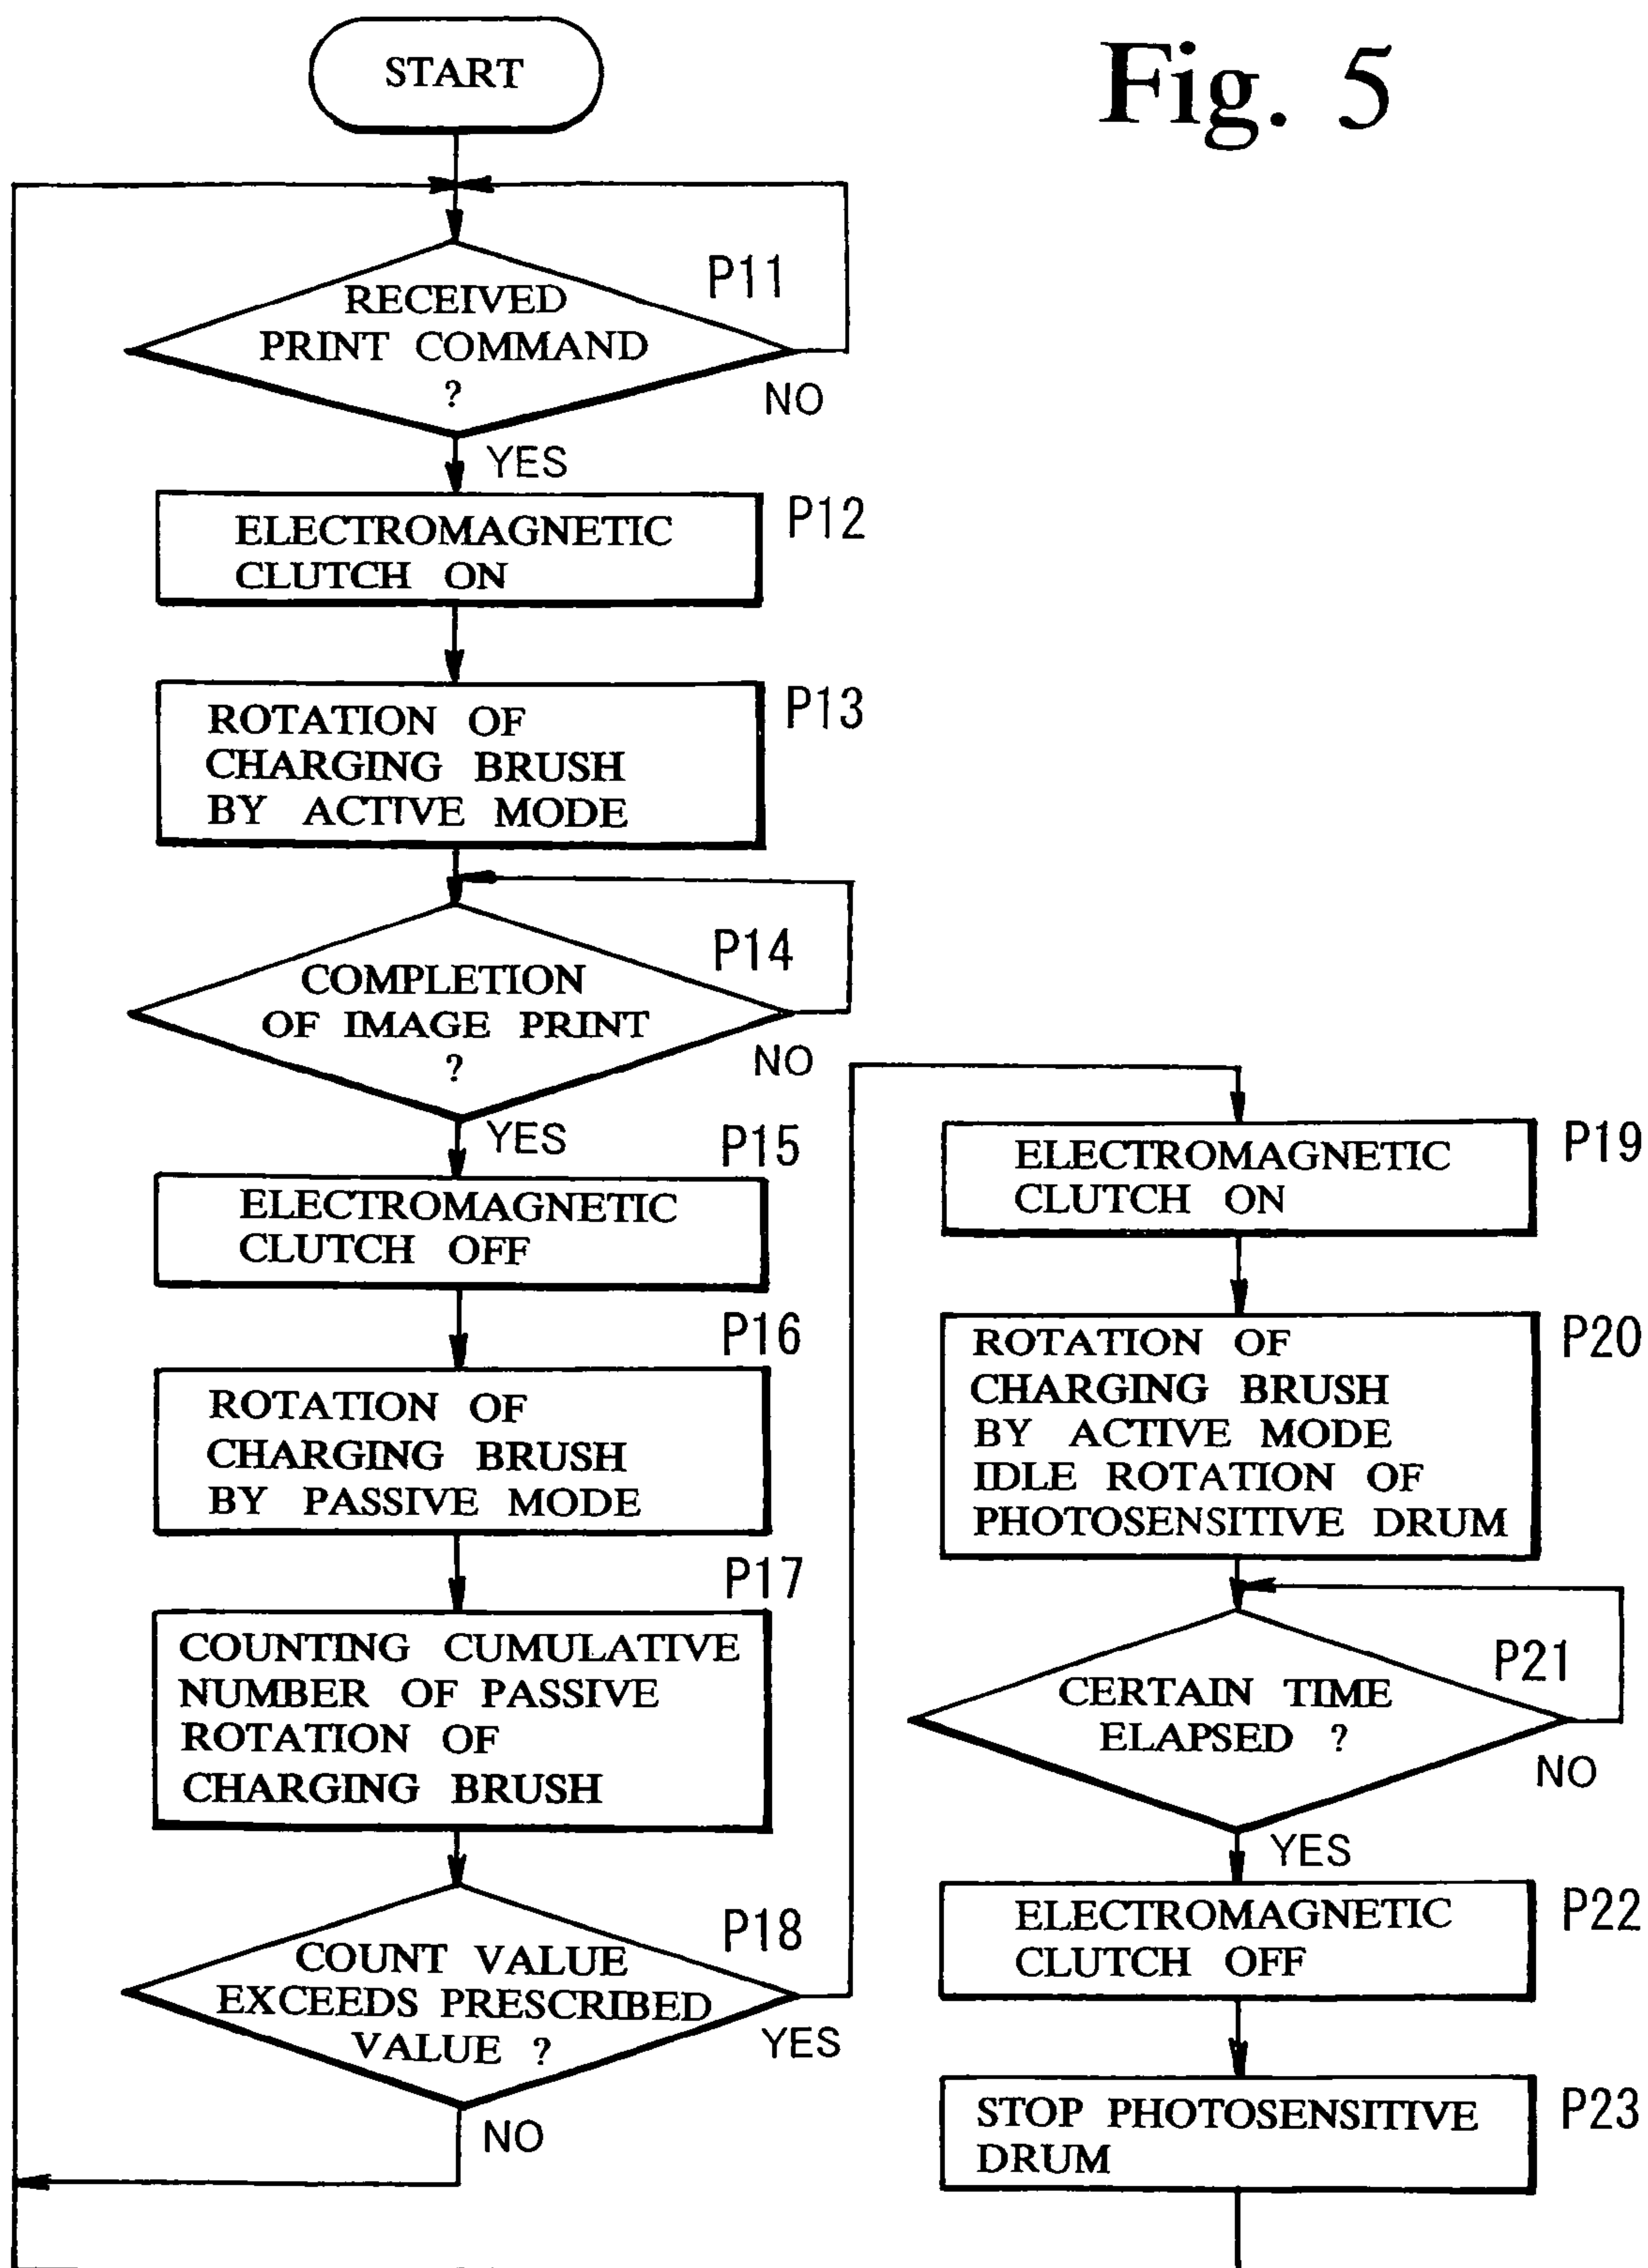 Fig. 5
START
P11
RECEIVED
PRINT COMMAND
?
NO
YES
P12
ELECTROMAGNETIC
CLUTCH ON
P13
ROTATION OF
CHARGING BRUSH
BY ACTIVE MODE
P14
COMPLETION
OF IMAGE PRINT
?
NO
YES
P15
ELECTROMAGNETIC
CLUTCH OFF
P16
ROTATION OF
CHARGING BRUSH
BY PASSIVE MODE
P17
COUNTING CUMULATIVE
NUMBER OF PASSIVE
ROTATION OF
CHARGING BRUSH
P18
COUNT VALUE
EXCEEDS PRESCRIBED
VALUE ?
YES
NO
P19
ELECTROMAGNETIC
CLUTCH ON
P20
ROTATION OF
CHARGING BRUSH
BY ACTIVE MODE
IDLE ROTATION OF
PHOTOSENSITIVE DRUM
P21
CERTAIN TIME
ELAPSED ?
NO
YES
P22
ELECTROMAGNETIC
CLUTCH OFF
P23
STOP PHOTOSENSITIVE
DRUM